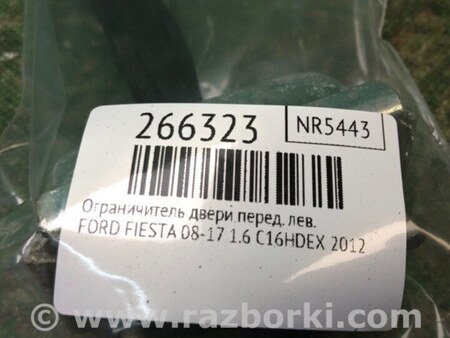 266323
NR5443
Ограничитель двери перед. лев.
FORD FIESTA 08-17 1.6 C16HDEX 2012
© www.razborki.com